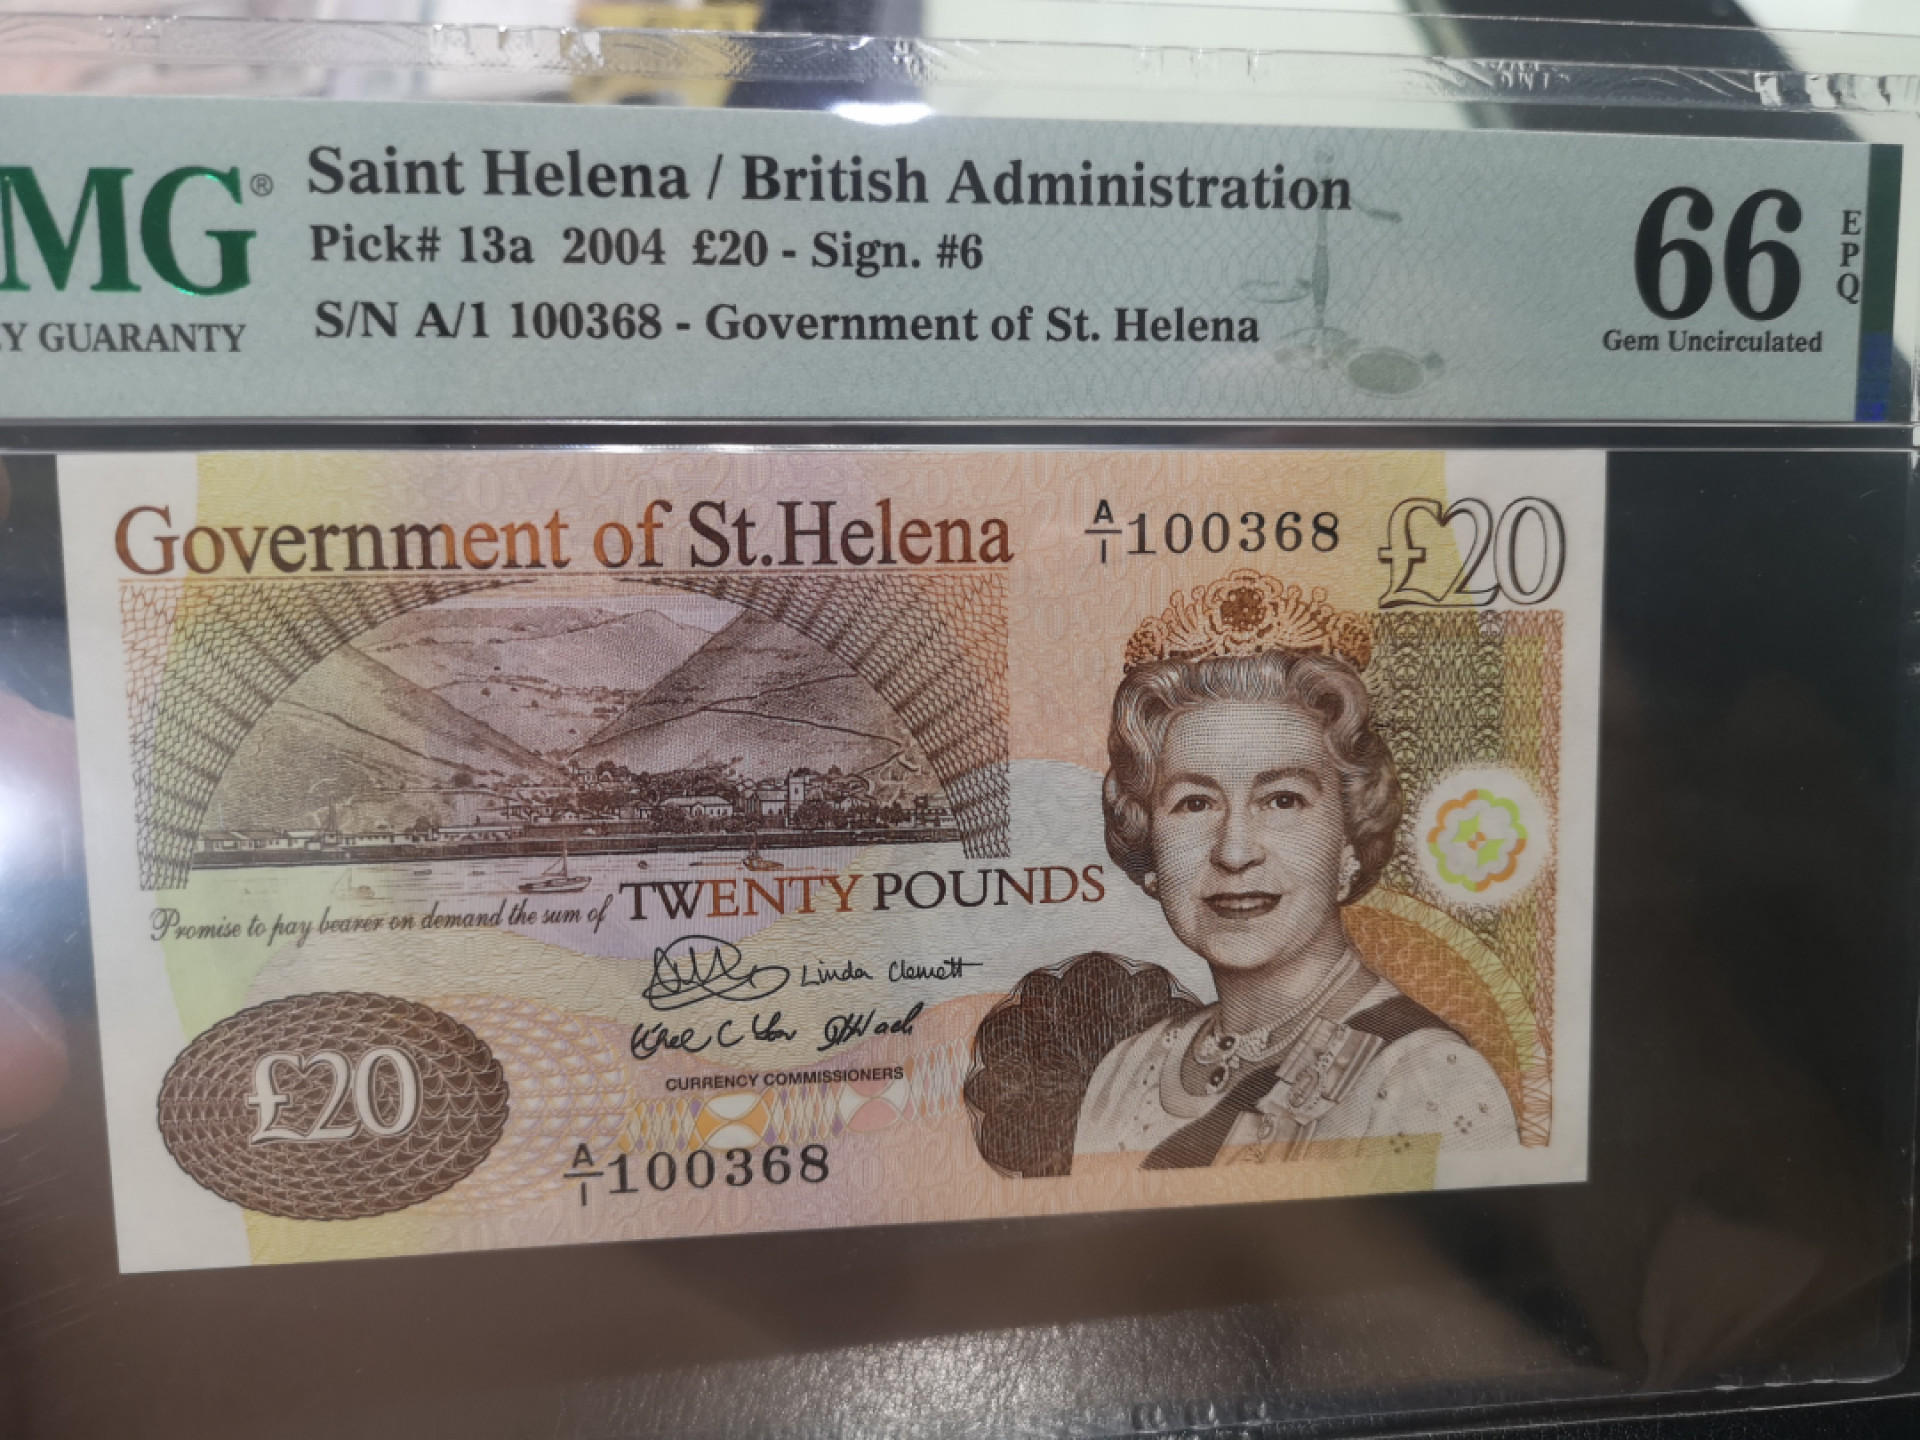 MG®
Y GUARANTY
Saint Helena / British Administration
Pick# 13a 2004 £20 - Sign. #6
S/N A/1 100368 - Government of St. Helena
66
EPQ
Gem Uncirculated
Government of St.Helena
A/1 100368
£20
Promise to pay bearer on demand the sum of TWENTY POUNDS
Linda Clemett
CURRENCY COMMISSIONERS
£20
A/1 100368